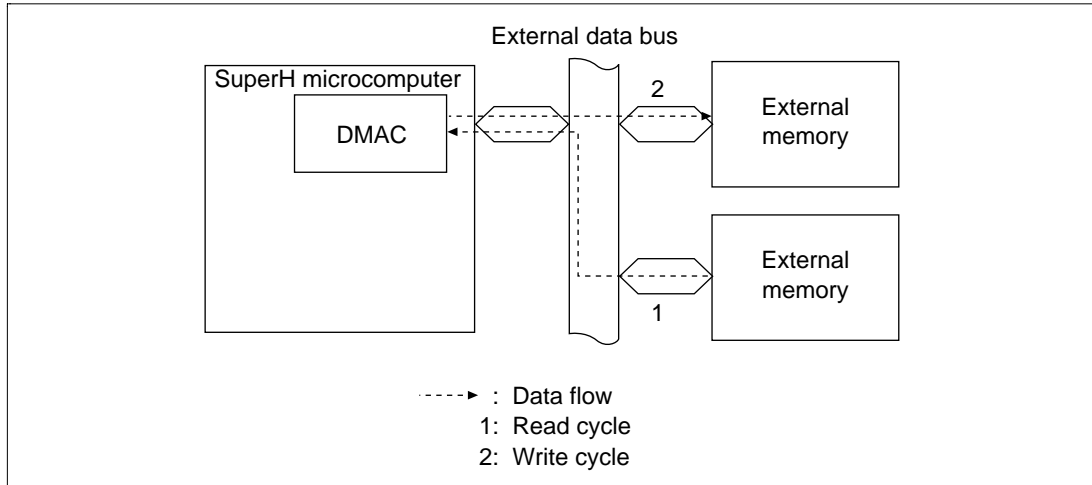 External data bus
SuperH microcomputer
DMAC
2
External
memory
External
memory
1
: Data flow
1: Read cycle
2: Write cycle